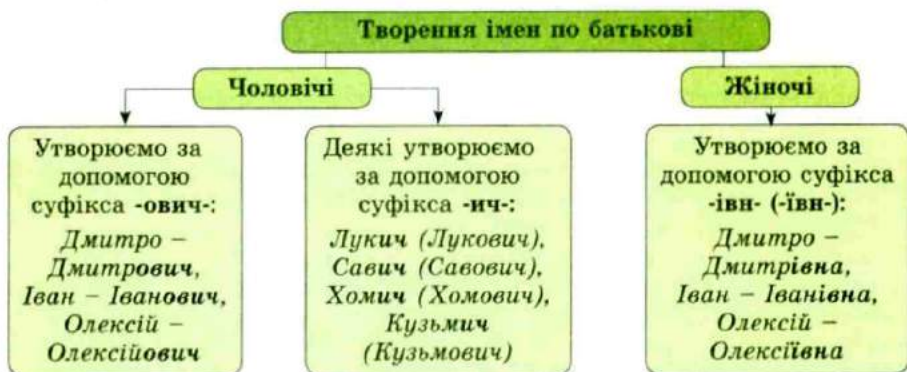 Творення імен по батькові
Чоловічі
Жіночі
Утворюємо за
допомогою
суфікса -ович-:
Дмитро –
Дмитрович,
Іван – Іванович,
Олексій –
Олексійович
Деякі утворюємо
за допомогою
суфікса -ич-:
Лукич (Лукович),
Савич (Савович),
Хомич (Хомович),
Кузьмич
(Кузьмович)
Утворюємо за
допомогою суфікса
-івн- (-ївн-):
Дмитро –
Дмитрівна,
Іван – Іванівна,
Олексій –
Олексіївна